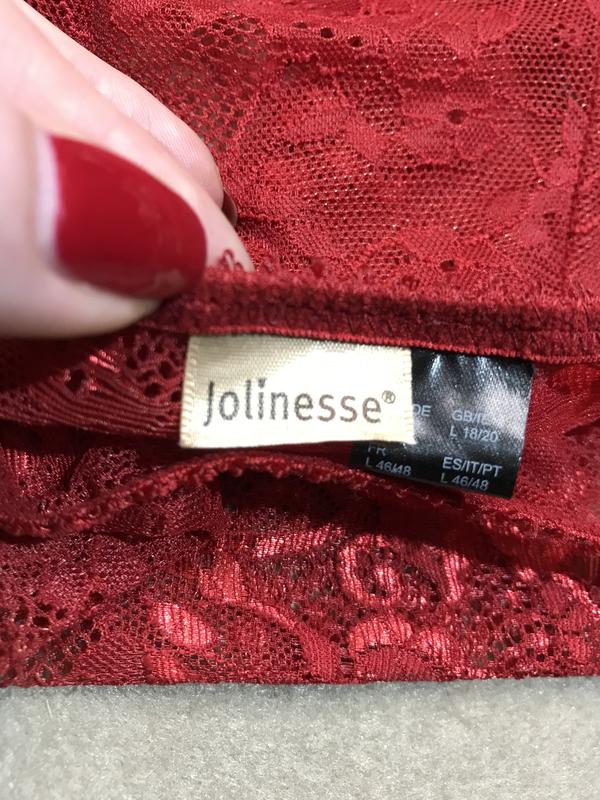 Jolinesse®
DE GB/IE
L 18/20
FR ES/IT/PT
L 46/48 L 46/48